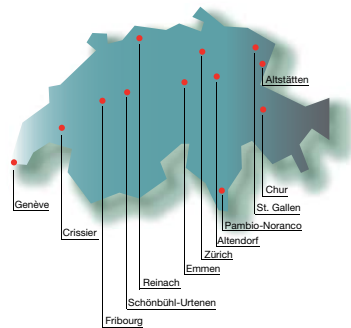 Altstätten
Chur
Genève
St. Gallen
Pambio-Noranco
Crissier
Altendorf
Zürich
Emmen
Reinach
Schönbühl-Urtenen
Fribourg